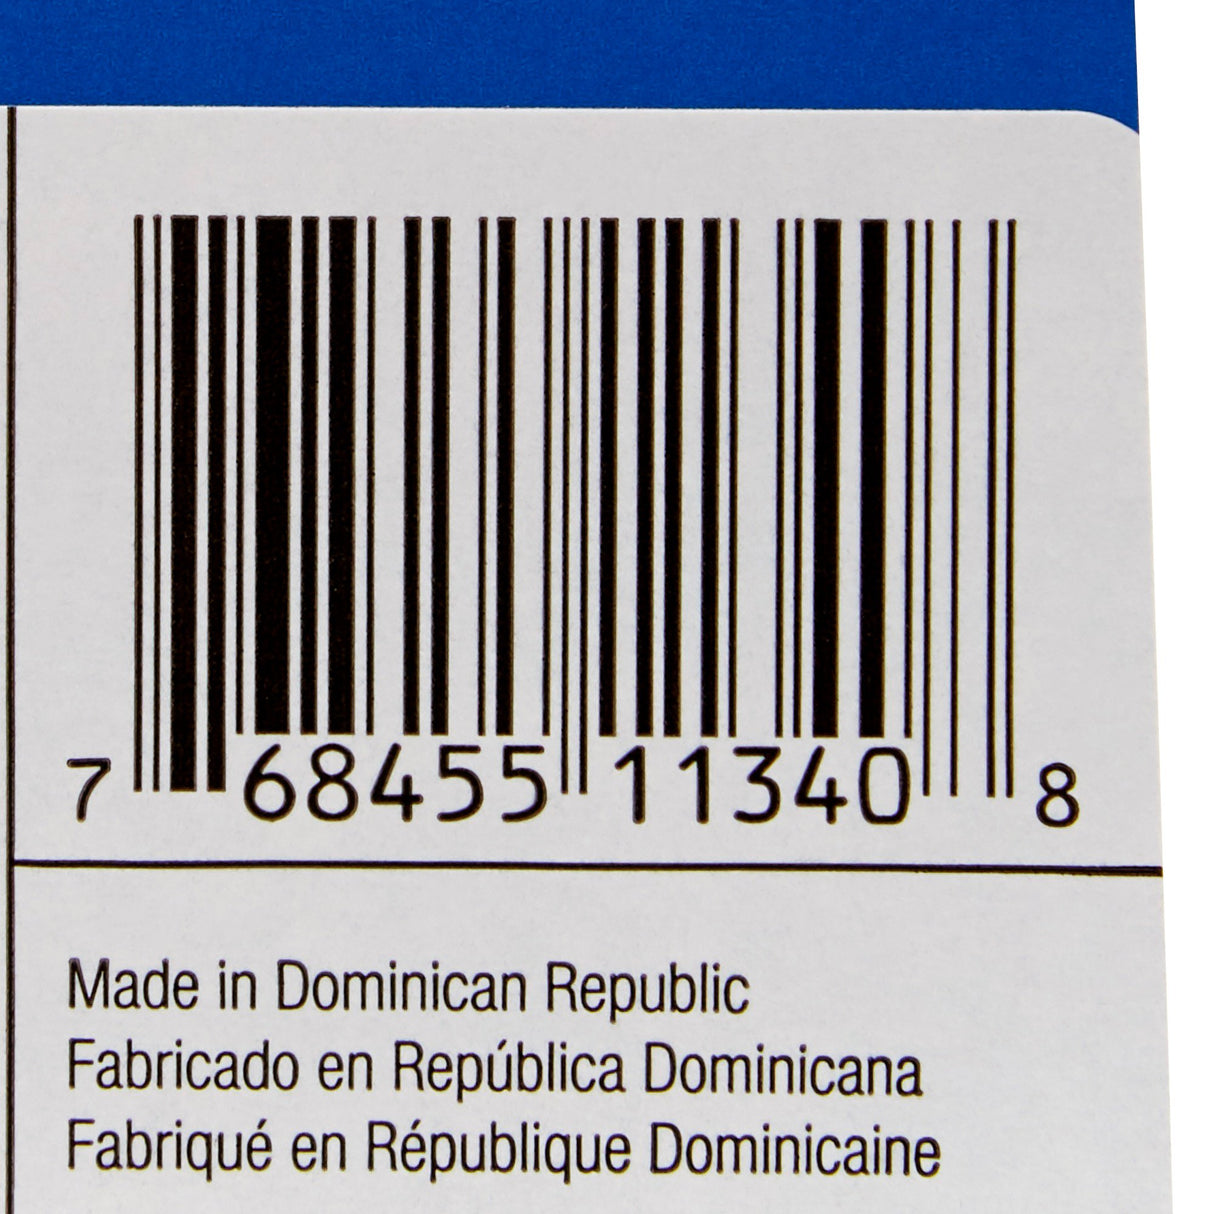 7 68455 11340 8
Made in Dominican Republic
Fabricado en República Dominicana
Fabriqué en République Dominicaine